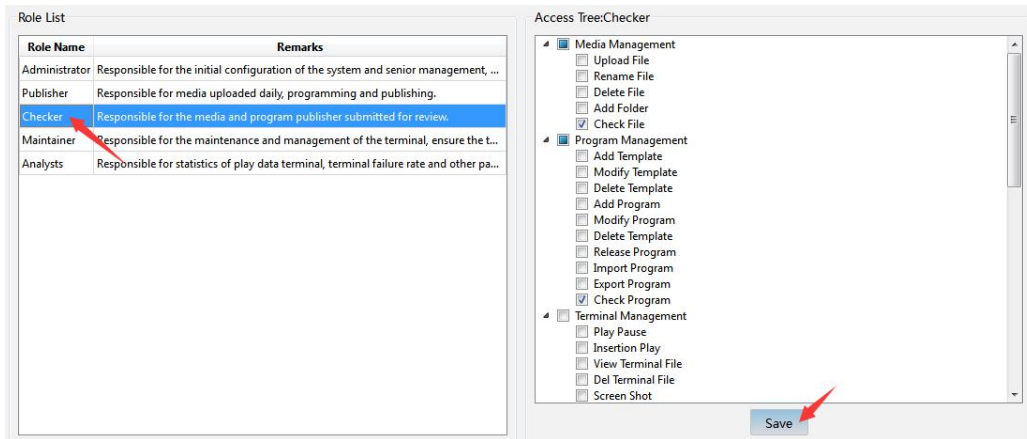 Role List
Role Name Remarks
Administrator Responsible for the initial configuration of the system and senior management, ...
Publisher Responsible for media uploaded daily, programming and publishing.
Checker Responsible for the media and program publisher submitted for review.
Maintainer Responsible for the maintenance and management of the terminal, ensure the t...
Analysts Responsible for statistics of play data terminal, terminal failure rate and other pa...
Access Tree:Checker
Media Management
Upload File
Rename File
Delete File
Add Folder
Check File
Program Management
Add Template
Modify Template
Delete Template
Add Program
Modify Program
Delete Template
Release Program
Import Program
Export Program
Check Program
Terminal Management
Play Pause
Insertion Play
View Terminal File
Del Terminal File
Screen Shot
Save